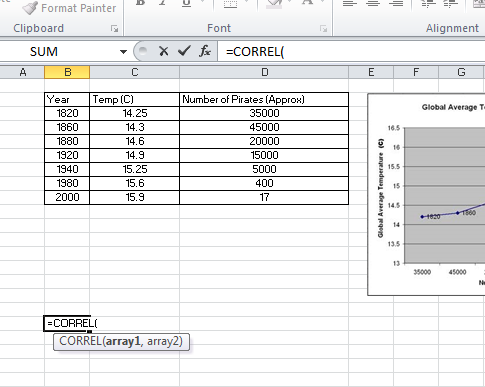 Format Painter
B I U A
Clipboard Font Alignment
SUM =CORREL(
A B C D E F G
Year Temp (C) Number of Pirates (Approx)
1820 14.25 35000
1860 14.3 45000
1880 14.6 20000
1920 14.9 15000
1940 15.25 5000
1980 15.6 400
2000 15.9 17
=CORREL(
CORREL(array1, array2)
Global Average Te
Global Average Temperature (C)
16.5
16
15.5
15
14.5
14
13.5
13
1820 1860
35000 45000